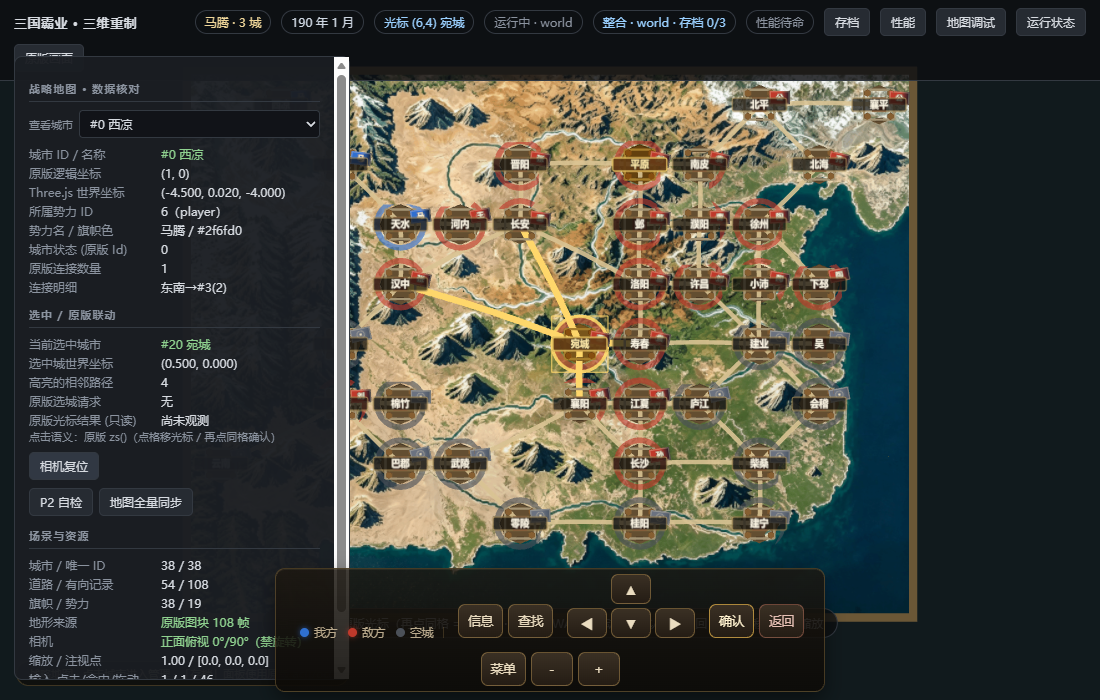 三国霸业 • 三维重制
马腾 · 3 城
190 年 1 月
光标 (6,4) 宛城
运行中 · world
整合 · world · 存档 0/3
性能待命
存档
性能
地图调试
运行状态
战略地图 • 数据核对
查看城市
#0 西凉
城市 ID / 名称 #0 西凉
原版逻辑坐标 (1, 0)
Three.js 世界坐标 (-4.500, 0.020, -4.000)
所属势力 ID 6（player）
势力名 / 旗帜色 马腾 / #2f6fd0
城市状态 (原版 Id) 0
原版连接数量 1
连接明细 东南→#3(2)
选中 / 原版联动
当前选中城市 #20 宛城
选中城世界坐标 (0.500, 0.000)
高亮的相邻路径 4
原版选城请求 无
原版光标结果 (只读) 尚未观测
点击语义：原版 zs()（点格移光标 / 再点同格确认）
相机复位
P2 自检
地图全量同步
场景与资源
城市 / 唯一 ID 38 / 38
道路 / 有向记录 54 / 108
旗帜 / 势力 38 / 19
地形来源 原版图块 108 帧
相机 正面俯视 0°/90°（禁旋转）
缩放 / 注视点 1.00 / [0.0, 0.0, 0.0]
北平
襄平
晋阳
平原
南皮
北海
天水
河内
长安
邺
濮阳
徐州
汉中
洛阳
许昌
小沛
下邳
宛城
寿春
建业
吴
棉竹
襄阳
江夏
庐江
会稽
巴郡
武陵
长沙
柴桑
零陵
桂阳
建宁
我方
敌方
空城
信息
查找
▲
◀
▼
▶
确认
返回
菜单
-
+